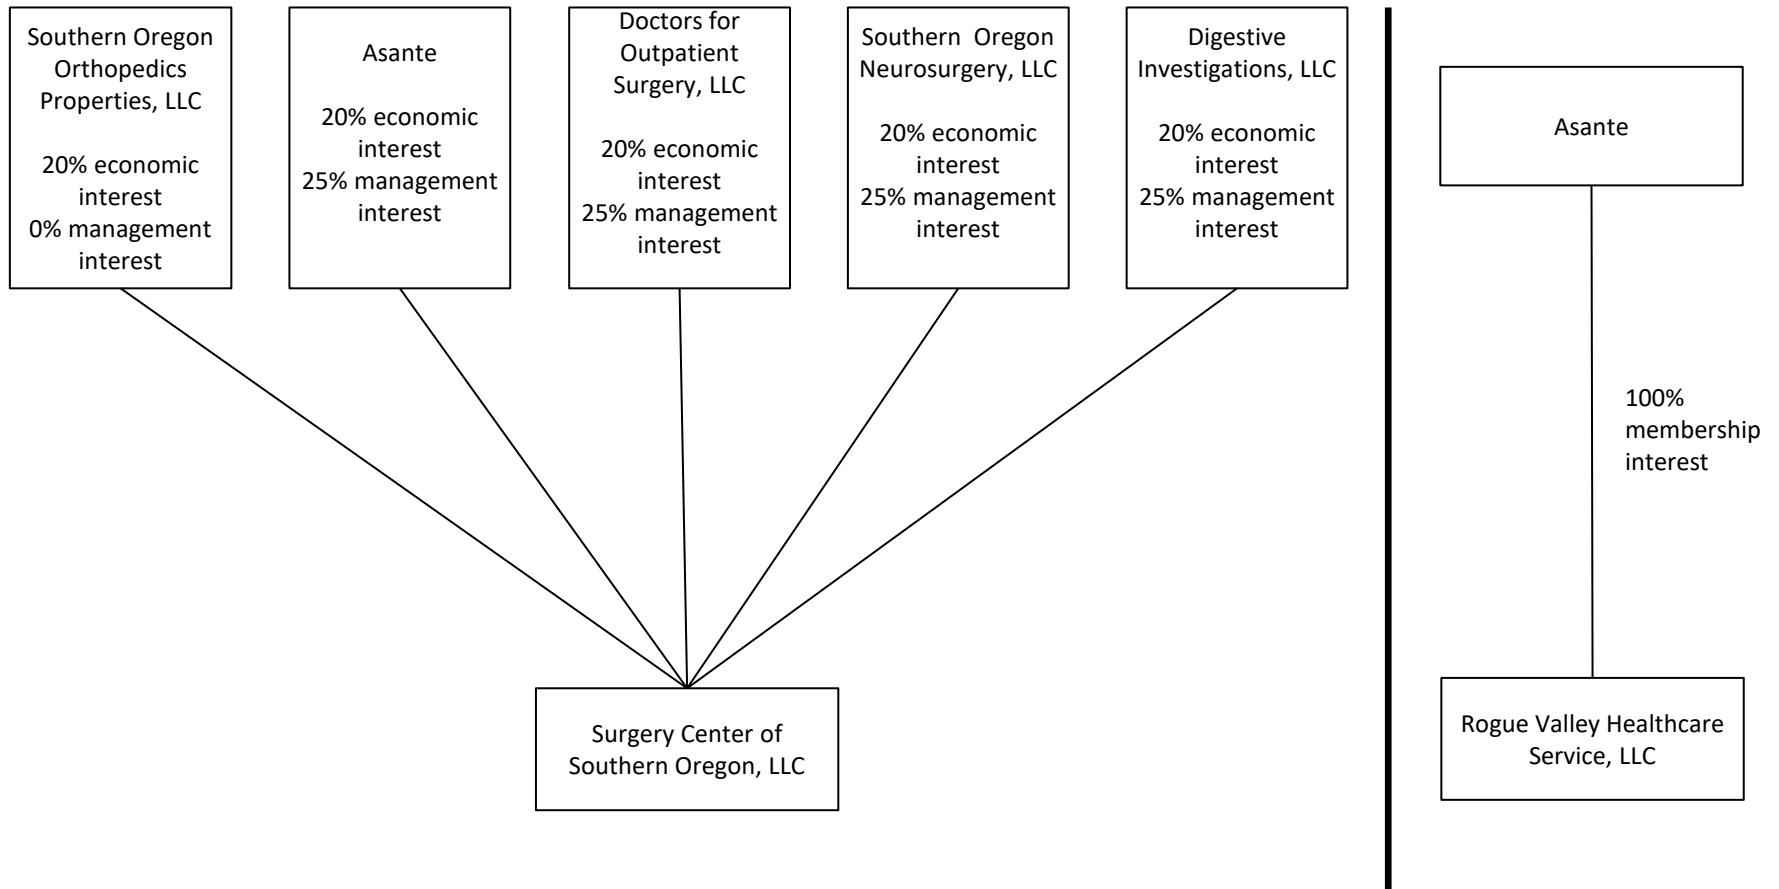 Southern Oregon
Orthopedics
Properties, LLC
20% economic
interest
0% management
interest
Asante
20% economic
interest
25% management
interest
Doctors for
Outpatient
Surgery, LLC
20% economic
interest
25% management
interest
Southern Oregon
Neurosurgery, LLC
20% economic
interest
25% management
interest
Digestive
Investigations, LLC
20% economic
interest
25% management
interest
Surgery Center of
Southern Oregon, LLC
Asante
100%
membership
interest
Rogue Valley Healthcare
Service, LLC